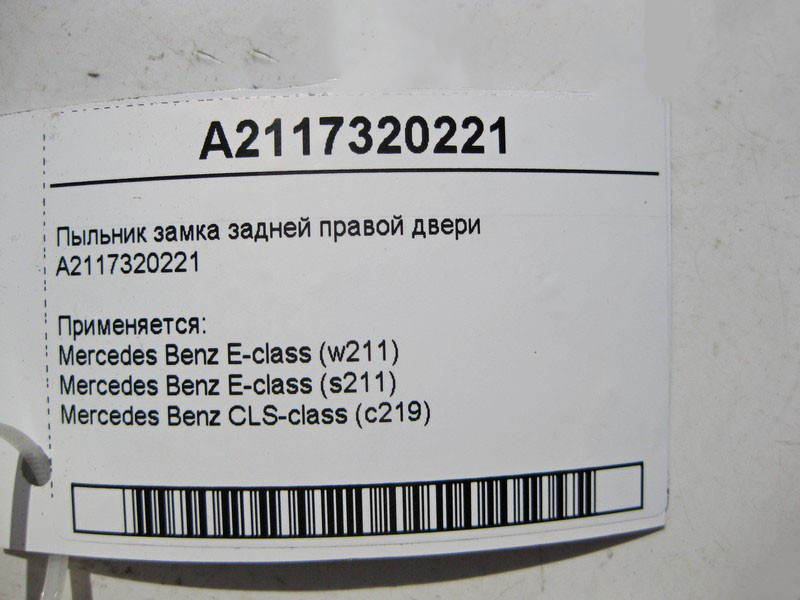 A2117320221
Пыльник замка задней правой двери
A2117320221
Применяется:
Mercedes Benz E-class (w211)
Mercedes Benz E-class (s211)
Mercedes Benz CLS-class (c219)